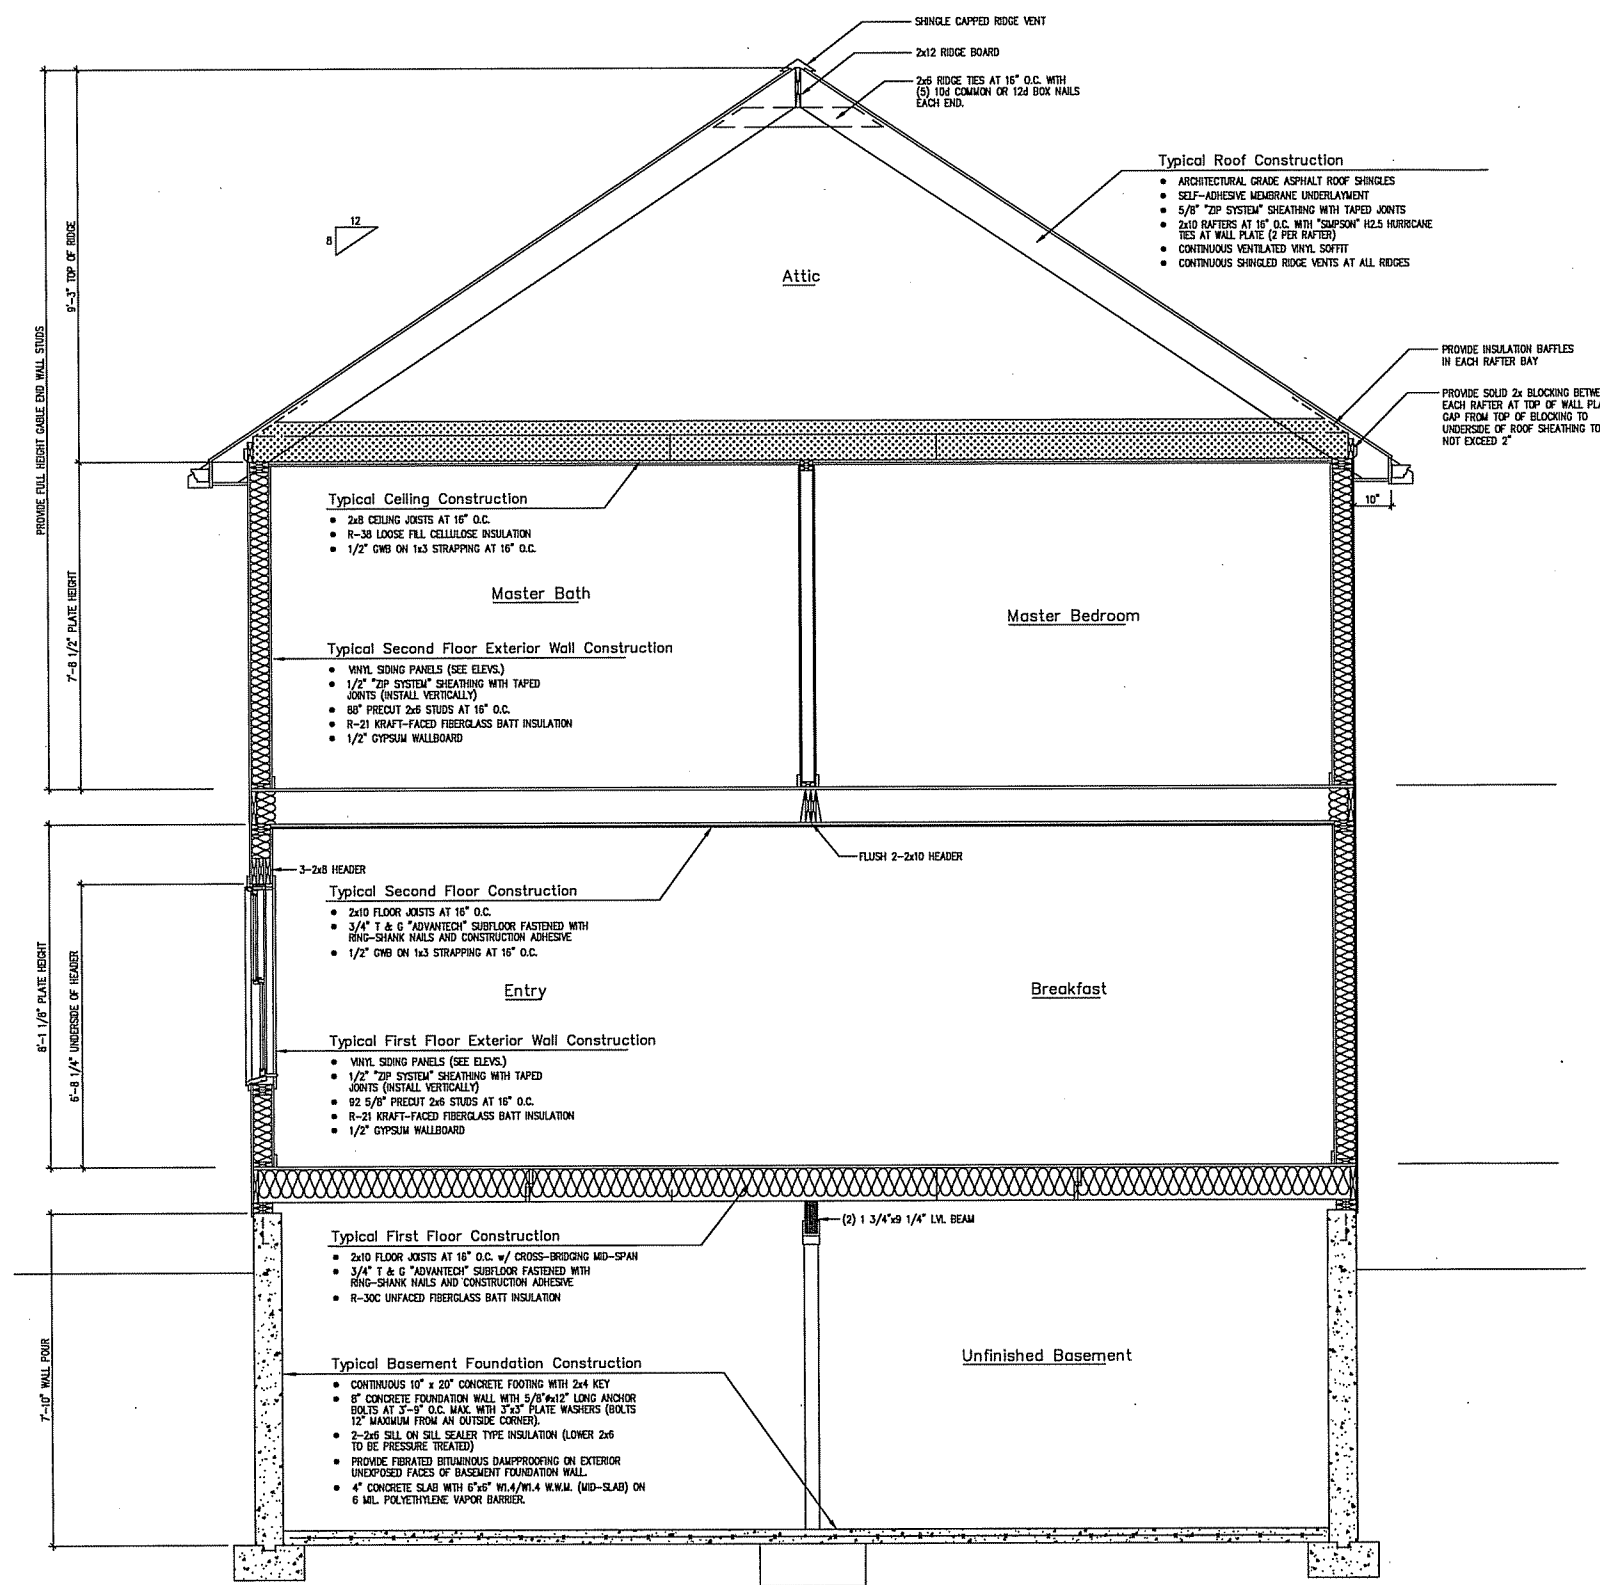 SHINGLE CAPPED RIDGE VENT
2x12 RIDGE BOARD
2x6 RIDGE TIES AT 16" O.C. WITH
(5) 10d COMMON OR 12d BOX NAILS
EACH END.
Typical Roof Construction
• ARCHITECTURAL GRADE ASPHALT ROOF SHINGLES
• SELF-ADHESIVE MEMBRANE UNDERLAYMENT
• 5/8" "ZIP SYSTEM" SHEATHING WITH TAPED JOINTS
• 2x10 RAFTERS AT 16" O.C. WITH "SIMPSON" H2.5 HURRICANE
TIES AT WALL PLATE (2 PER RAFTER)
• CONTINUOUS VENTILATED VINYL SOFFIT
• CONTINUOUS SHINGLED RIDGE VENTS AT ALL RIDGES
12
8
9'-3" TOP OF RIDGE
PROVIDE FULL HEIGHT GABLE END WALL STUDS
Attic
PROVIDE INSULATION BAFFLES
IN EACH RAFTER BAY
PROVIDE SOLID 2x BLOCKING BETWE
EACH RAFTER AT TOP OF WALL PLA
GAP FROM TOP OF BLOCKING TO
UNDERSIDE OF ROOF SHEATHING TO
NOT EXCEED 2"
10"
Typical Ceiling Construction
• 2x8 CEILING JOISTS AT 16" O.C.
• R-38 LOOSE FILL CELLULOSE INSULATION
• 1/2" GWB ON 1x3 STRAPPING AT 16" O.C.
7'-8 1/2" PLATE HEIGHT
Master Bath
Master Bedroom
Typical Second Floor Exterior Wall Construction
• VINYL SIDING PANELS (SEE ELEVS.)
• 1/2" "ZIP SYSTEM" SHEATHING WITH TAPED
JOINTS (INSTALL VERTICALLY)
• 88" PRECUT 2x6 STUDS AT 16" O.C.
• R-21 KRAFT-FACED FIBERGLASS BATT INSULATION
• 1/2" GYPSUM WALLBOARD
FLUSH 2-2x10 HEADER
3-2x8 HEADER
Typical Second Floor Construction
• 2x10 FLOOR JOISTS AT 16" O.C.
• 3/4" T & G "ADVANTECH" SUBFLOOR FASTENED WITH
RING-SHANK NAILS AND CONSTRUCTION ADHESIVE
• 1/2" GWB ON 1x3 STRAPPING AT 16" O.C.
8'-1 1/8" PLATE HEIGHT
6'-8 1/4" UNDERSIDE OF HEADER
Entry
Breakfast
Typical First Floor Exterior Wall Construction
• VINYL SIDING PANELS (SEE ELEVS.)
• 1/2" "ZIP SYSTEM" SHEATHING WITH TAPED
JOINTS (INSTALL VERTICALLY)
• 92 5/8" PRECUT 2x6 STUDS AT 16" O.C.
• R-21 KRAFT-FACED FIBERGLASS BATT INSULATION
• 1/2" GYPSUM WALLBOARD
(2) 1 3/4"x9 1/4" LVL BEAM
Typical First Floor Construction
• 2x10 FLOOR JOISTS AT 16" O.C. w/ CROSS-BRIDGING MID-SPAN
• 3/4" T & G "ADVANTECH" SUBFLOOR FASTENED WITH
RING-SHANK NAILS AND CONSTRUCTION ADHESIVE
• R-30C UNFACED FIBERGLASS BATT INSULATION
7'-10" WALL POUR
Unfinished Basement
Typical Basement Foundation Construction
• CONTINUOUS 10" x 20" CONCRETE FOOTING WITH 2x4 KEY
• 8" CONCRETE FOUNDATION WALL WITH 5/8"øx12" LONG ANCHOR
BOLTS AT 3'-9" O.C. MAX. WITH 3"x3" PLATE WASHERS (BOLTS
12" MAXIMUM FROM AN OUTSIDE CORNER).
• 2-2x6 SILL ON SILL SEALER TYPE INSULATION (LOWER 2x6
TO BE PRESSURE TREATED)
• PROVIDE FIBRATED BITUMINOUS DAMPPROOFING ON EXTERIOR
UNEXPOSED FACES OF BASEMENT FOUNDATION WALL.
• 4" CONCRETE SLAB WITH 6"x6" W1.4/W1.4 W.W.M. (MID-SLAB) ON
6 MIL. POLYETHYLENE VAPOR BARRIER.